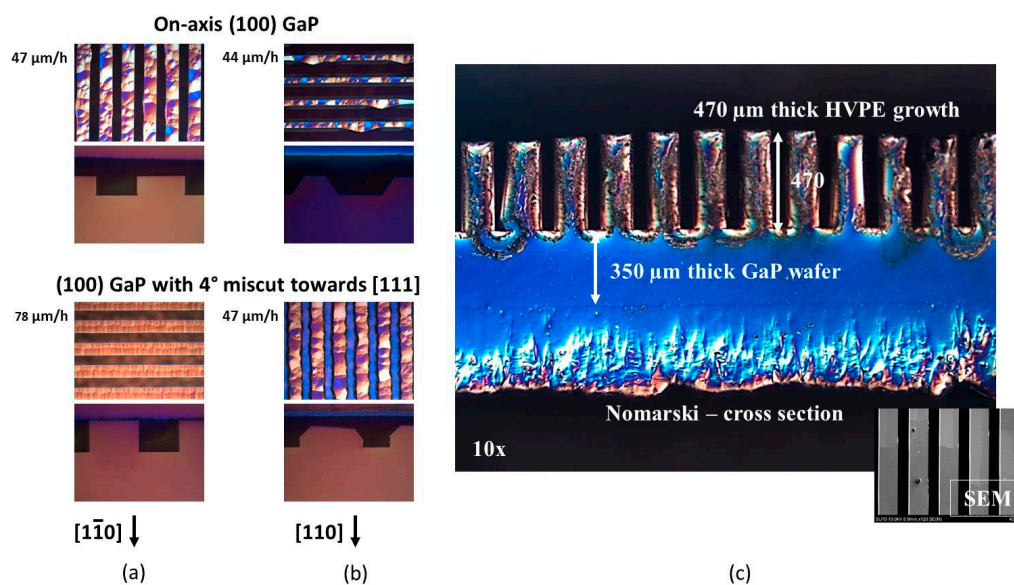 On-axis (100) GaP
47 µm/h
44 µm/h
(100) GaP with 4° miscut towards [111]
78 µm/h
47 µm/h
[11̄0]
[110]
(a)
(b)
470 µm thick HVPE growth
470
350 µm thick GaP wafer
Nomarski – cross section
10x
SEM
(c)